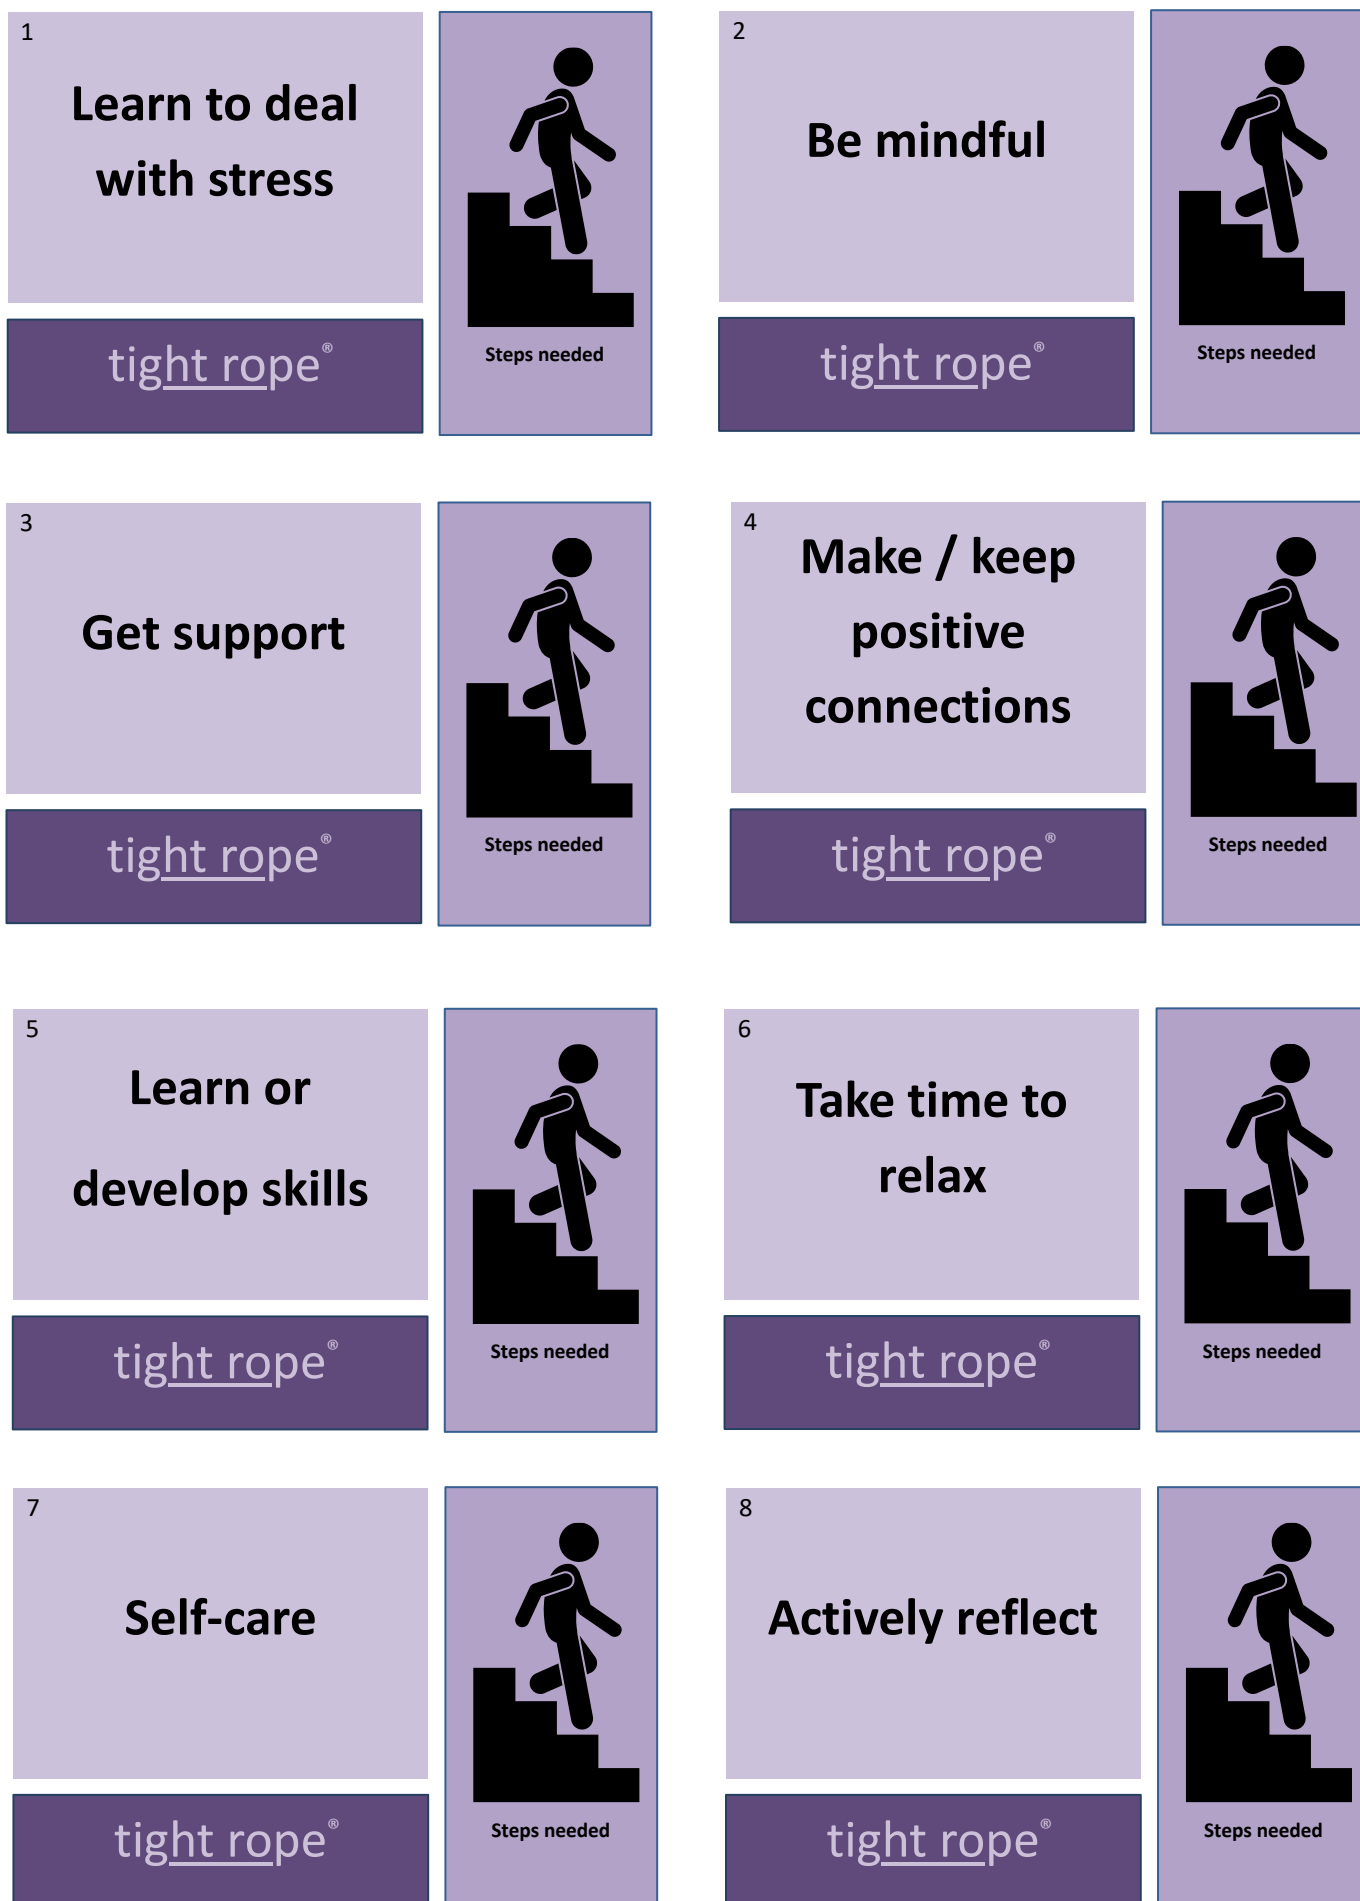 1
Learn to deal
with stress
tight rope®
Steps needed
2
Be mindful
tight rope®
Steps needed
3
Get support
tight rope®
Steps needed
4
Make / keep
positive
connections
tight rope®
Steps needed
5
Learn or
develop skills
tight rope®
Steps needed
6
Take time to
relax
tight rope®
Steps needed
7
Self-care
tight rope®
Steps needed
8
Actively reflect
tight rope®
Steps needed